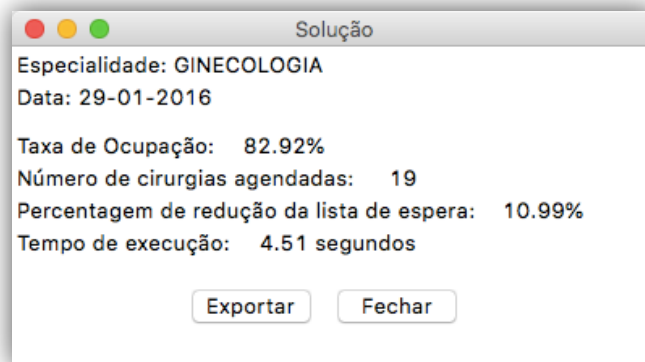 Solução
Especialidade: GINECOLOGIA
Data: 29-01-2016
Taxa de Ocupação: 82.92%
Número de cirurgias agendadas: 19
Percentagem de redução da lista de espera: 10.99%
Tempo de execução: 4.51 segundos
Exportar Fechar